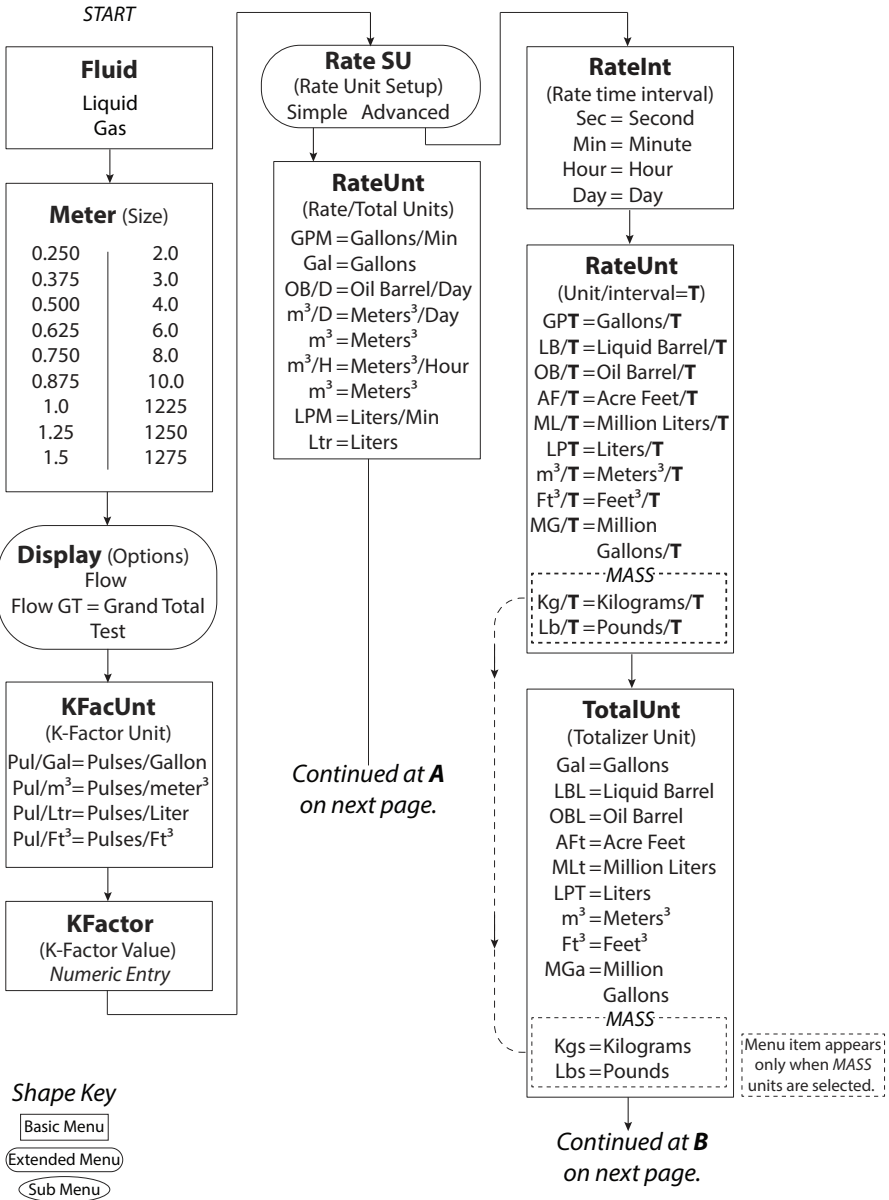 START
Fluid
Liquid
Gas
Meter (Size)
0.250 2.0
0.375 3.0
0.500 4.0
0.625 6.0
0.750 8.0
0.875 10.0
1.0 1225
1.25 1250
1.5 1275
Display (Options)
Flow
Flow GT = Grand Total
Test
KFacUnt
(K-Factor Unit)
Pul/Gal= Pulses/Gallon
Pul/m³= Pulses/meter³
Pul/Ltr= Pulses/Liter
Pul/Ft³= Pulses/Ft³
KFactor
(K-Factor Value)
Numeric Entry
Shape Key
Basic Menu
Extended Menu
Sub Menu
Rate SU
(Rate Unit Setup)
Simple Advanced
RateUnt
(Rate/Total Units)
GPM = Gallons/Min
Gal = Gallons
OB/D = Oil Barrel/Day
m³/D = Meters³/Day
m³ = Meters³
m³/H = Meters³/Hour
m³ = Meters³
LPM = Liters/Min
Ltr = Liters
Continued at A
on next page.
RateInt
(Rate time interval)
Sec = Second
Min = Minute
Hour = Hour
Day = Day
RateUnt
(Unit/interval=T)
GPT = Gallons/T
LB/T = Liquid Barrel/T
OB/T = Oil Barrel/T
AF/T = Acre Feet/T
ML/T = Million Liters/T
LPT = Liters/T
m³/T = Meters³/T
Ft³/T = Feet³/T
MG/T = Million
Gallons/T
MASS
Kg/T = Kilograms/T
Lb/T = Pounds/T
TotalUnt
(Totalizer Unit)
Gal = Gallons
LBL = Liquid Barrel
OBL = Oil Barrel
AFt = Acre Feet
MLt = Million Liters
LPT = Liters
m³ = Meters³
Ft³ = Feet³
MGa = Million
Gallons
MASS
Kgs = Kilograms
Lbs = Pounds
Menu item appears
only when MASS
units are selected.
Continued at B
on next page.